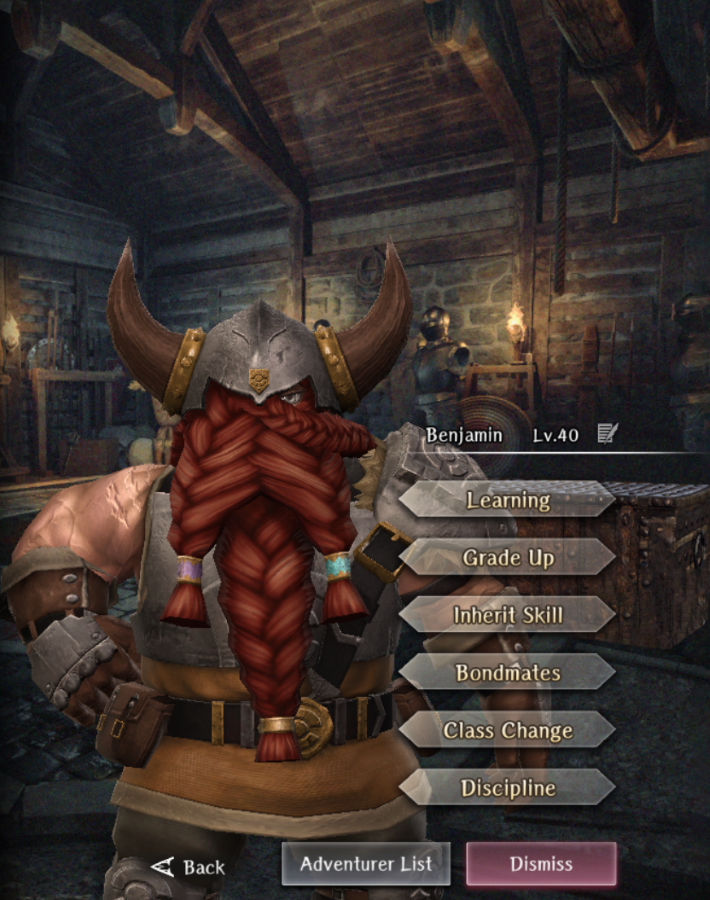 Benjamin Lv.40
Learning
Grade Up
Inherit Skill
Bondmates
Class Change
Discipline
Back
Adventurer List
Dismiss